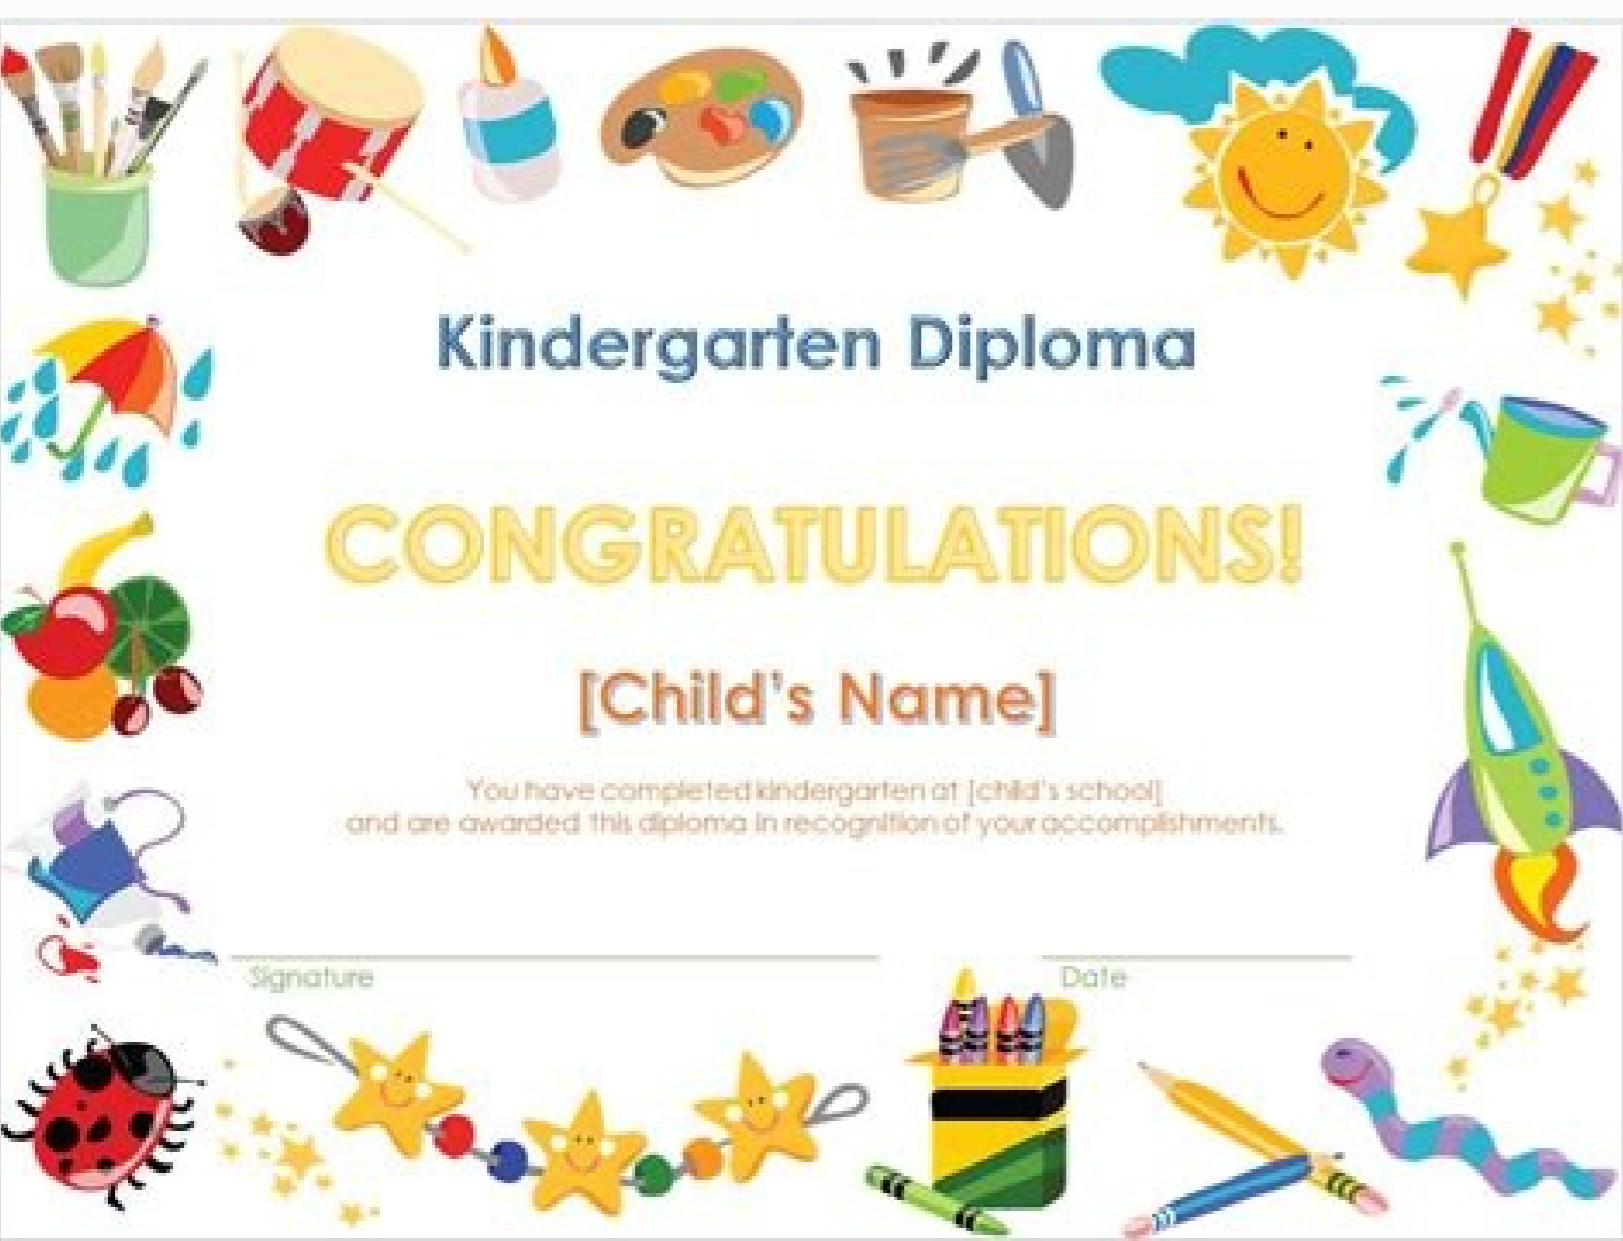 Kindergarten Diploma
CONGRATULATIONS!
[Child's Name]
You have completed kindergarten at [child's school]
and are awarded this diploma in recognition of your accomplishments.
Signature
Date